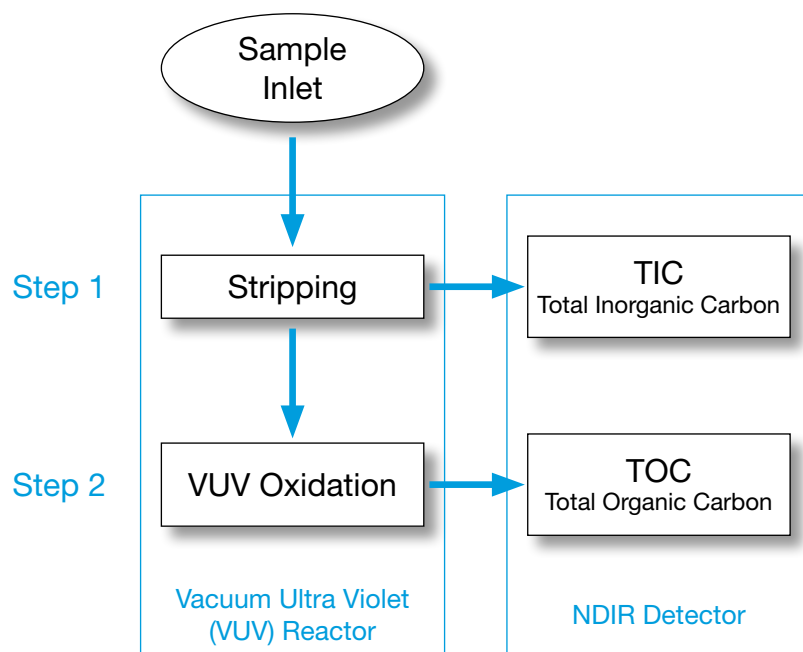 Sample
Inlet
Step 1
Stripping
TIC
Total Inorganic Carbon
Step 2
VUV Oxidation
TOC
Total Organic Carbon
Vacuum Ultra Violet
(VUV) Reactor
NDIR Detector